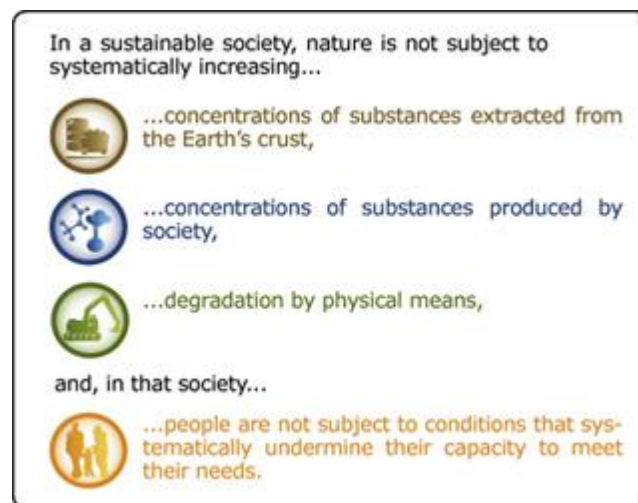 In a sustainable society, nature is not subject to
systematically increasing...
...concentrations of substances extracted from
the Earth's crust,
...concentrations of substances produced by
society,
...degradation by physical means,
and, in that society...
...people are not subject to conditions that sys-
tematically undermine their capacity to meet
their needs.